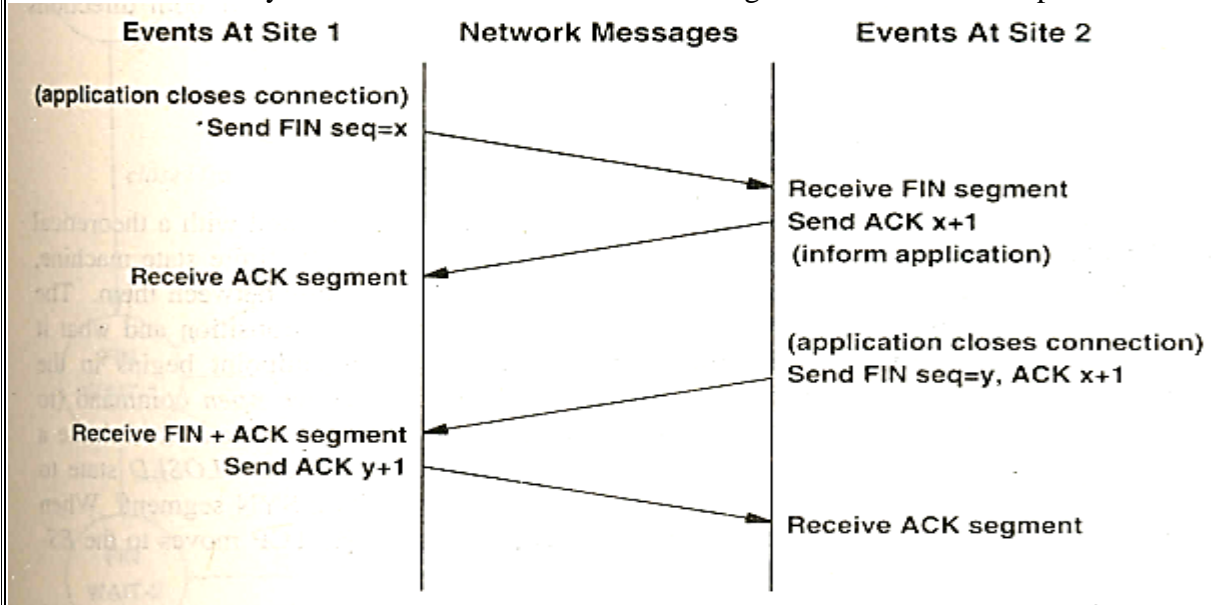 Events At Site 1 Network Messages Events At Site 2
(application closes connection)
Send FIN seq=x
Receive FIN segment
Send ACK x+1
(inform application)
Receive ACK segment
(application closes connection)
Send FIN seq=y, ACK x+1
Receive FIN + ACK segment
Send ACK y+1
Receive ACK segment